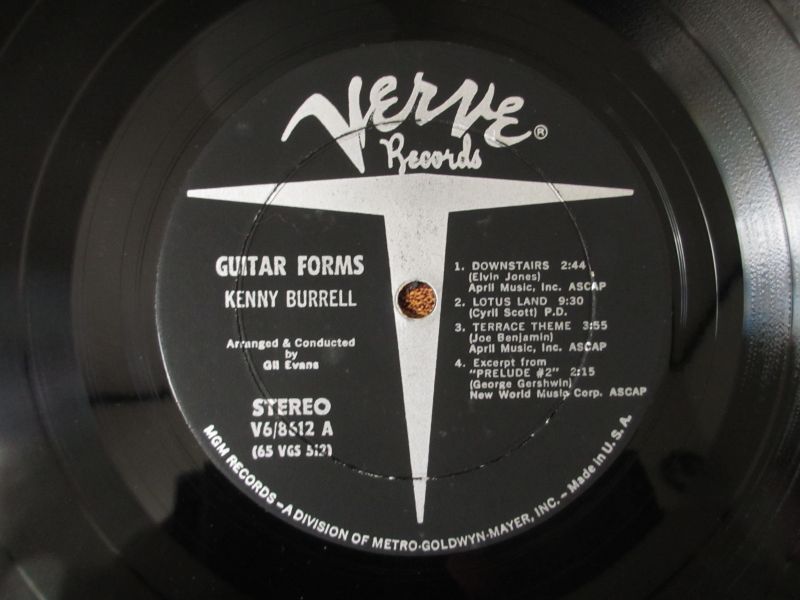 Verve ®
Records
GUITAR FORMS
KENNY BURRELL
Arranged & Conducted
by
Gil Evans
STEREO
V6/8612 A
(65 VGS 512)
1. DOWNSTAIRS 2:44
(Elvin Jones)
April Music, Inc. ASCAP
2. LOTUS LAND 9:30
(Cyril Scott) P.D.
3. TERRACE THEME 3:55
(Joe Benjamin)
April Music, Inc. ASCAP
4. Excerpt from
"PRELUDE #2" 2:15
(George Gershwin)
New World Music Corp. ASCAP
MGM RECORDS – A DIVISION OF METRO-GOLDWYN-MAYER, INC. – Made in U.S.A.